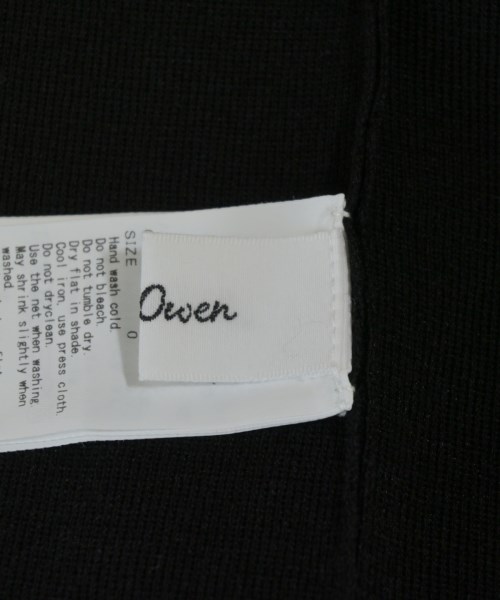 Owen
SIZE 0
Hand wash cold.
Do not bleach.
Do not tumble dry.
Dry flat in shade.
Cool iron, use press cloth.
Do not dryclean.
Use the net when washing.
May shrink slightly when
washed.